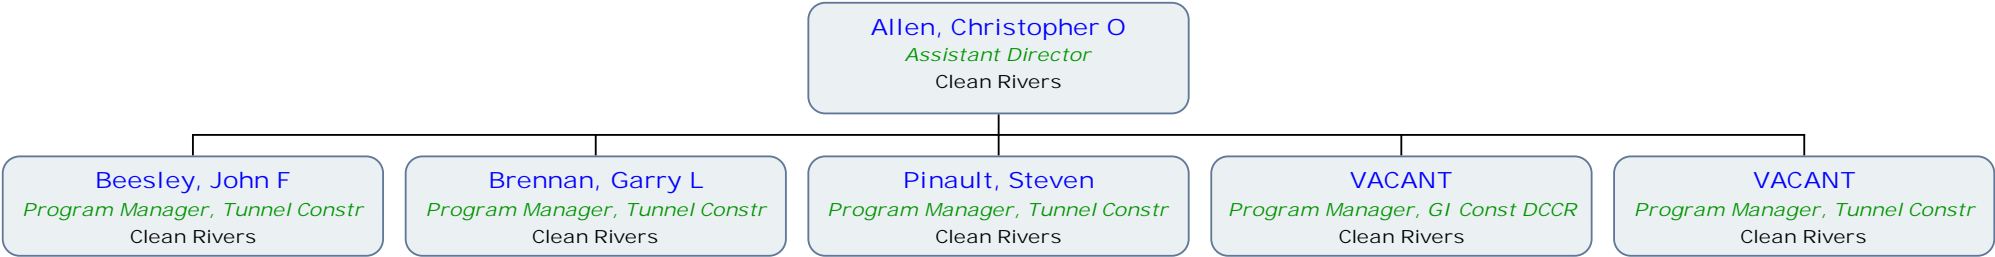 Allen, Christopher O
Assistant Director
Clean Rivers
Beesley, John F
Program Manager, Tunnel Constr
Clean Rivers
Brennan, Garry L
Program Manager, Tunnel Constr
Clean Rivers
Pinault, Steven
Program Manager, Tunnel Constr
Clean Rivers
VACANT
Program Manager, GI Const DCCR
Clean Rivers
VACANT
Program Manager, Tunnel Constr
Clean Rivers